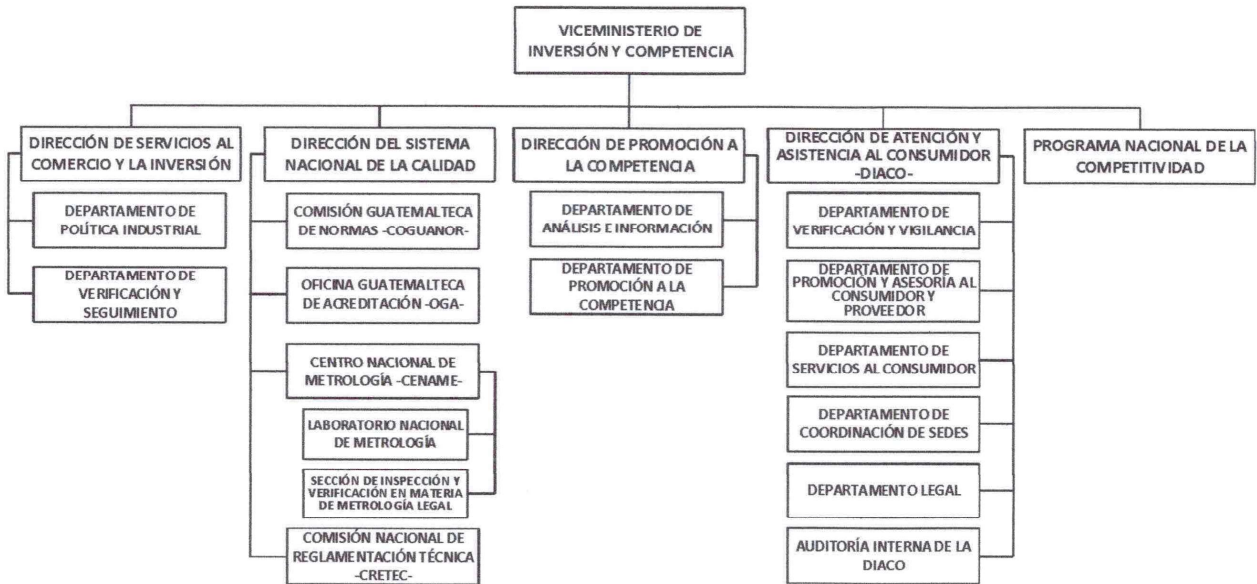 VICEMINISTERIO DE
INVERSIÓN Y COMPETENCIA
DIRECCIÓN DE SERVICIOS AL
COMERCIO Y LA INVERSIÓN
DEPARTAMENTO DE
POLÍTICA INDUSTRIAL
DEPARTAMENTO DE
VERIFICACIÓN Y
SEGUIMIENTO
DIRECCIÓN DEL SISTEMA
NACIONAL DE LA CALIDAD
COMISIÓN GUATEMALTECA
DE NORMAS -COGUANOR-
OFICINA GUATEMALTECA
DE ACREDITACIÓN -OGA-
CENTRO NACIONAL DE
METROLOGÍA -CENAME-
LABORATORIO NACIONAL
DE METROLOGÍA
SECCIÓN DE INSPECCIÓN Y
VERIFICACIÓN EN MATERIA
DE METROLOGÍA LEGAL
COMISIÓN NACIONAL DE
REGLAMENTACIÓN TÉCNICA
-CRETEC-
DIRECCIÓN DE PROMOCIÓN A
LA COMPETENCIA
DEPARTAMENTO DE
ANÁLISIS E INFORMACIÓN
DEPARTAMENTO DE
PROMOCIÓN A LA
COMPETENCIA
DIRECCIÓN DE ATENCIÓN Y
ASISTENCIA AL CONSUMIDOR
-DIACO-
DEPARTAMENTO DE
VERIFICACIÓN Y VIGILANCIA
DEPARTAMENTO DE
PROMOCIÓN Y ASESORÍA AL
CONSUMIDOR Y
PROVEEDOR
DEPARTAMENTO DE
SERVICIOS AL CONSUMIDOR
DEPARTAMENTO DE
COORDINACIÓN DE SEDES
DEPARTAMENTO LEGAL
AUDITORÍA INTERNA DE LA
DIACO
PROGRAMA NACIONAL DE LA
COMPETITIVIDAD